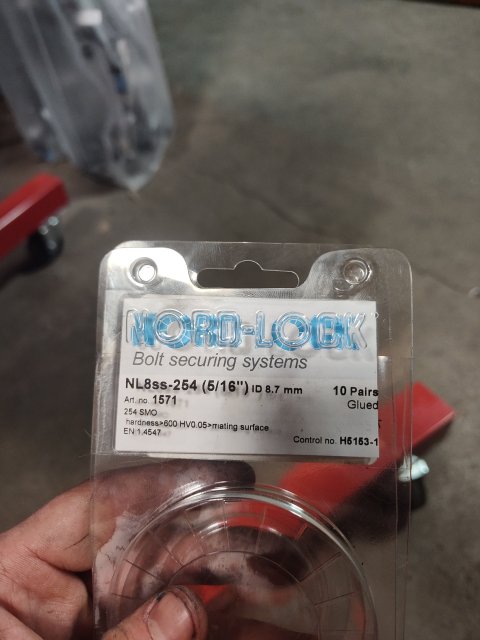 NORD-LOCK
Bolt securing systems
NL8ss-254 (5/16") ID 8.7 mm 10 Pairs
Art. no. 1571 Glued
254 SMO
hardness>600 HV0.05>mating surface
EN 1.4547 Control no. H5153-1